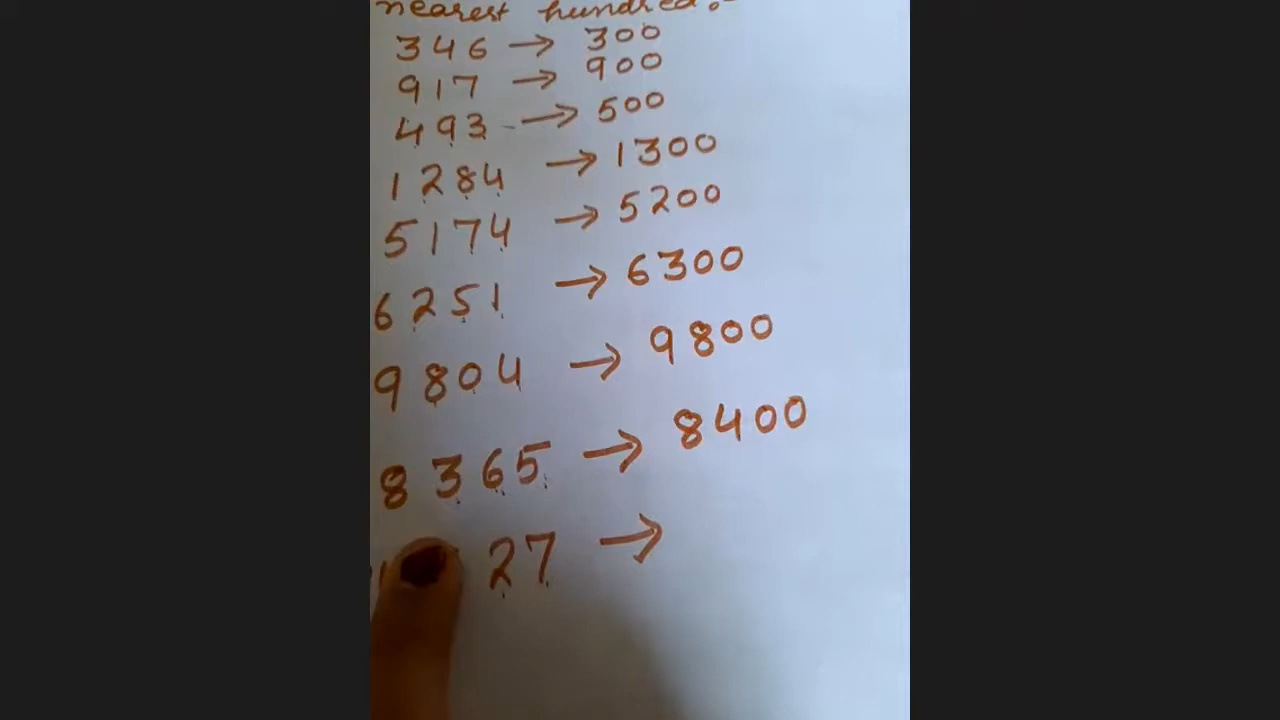 nearest hundred:-
346 → 300
917 → 900
493 → 500
1284 → 1300
5174 → 5200
6251 → 6300
9804 → 9800
8365 → 8400
27 →